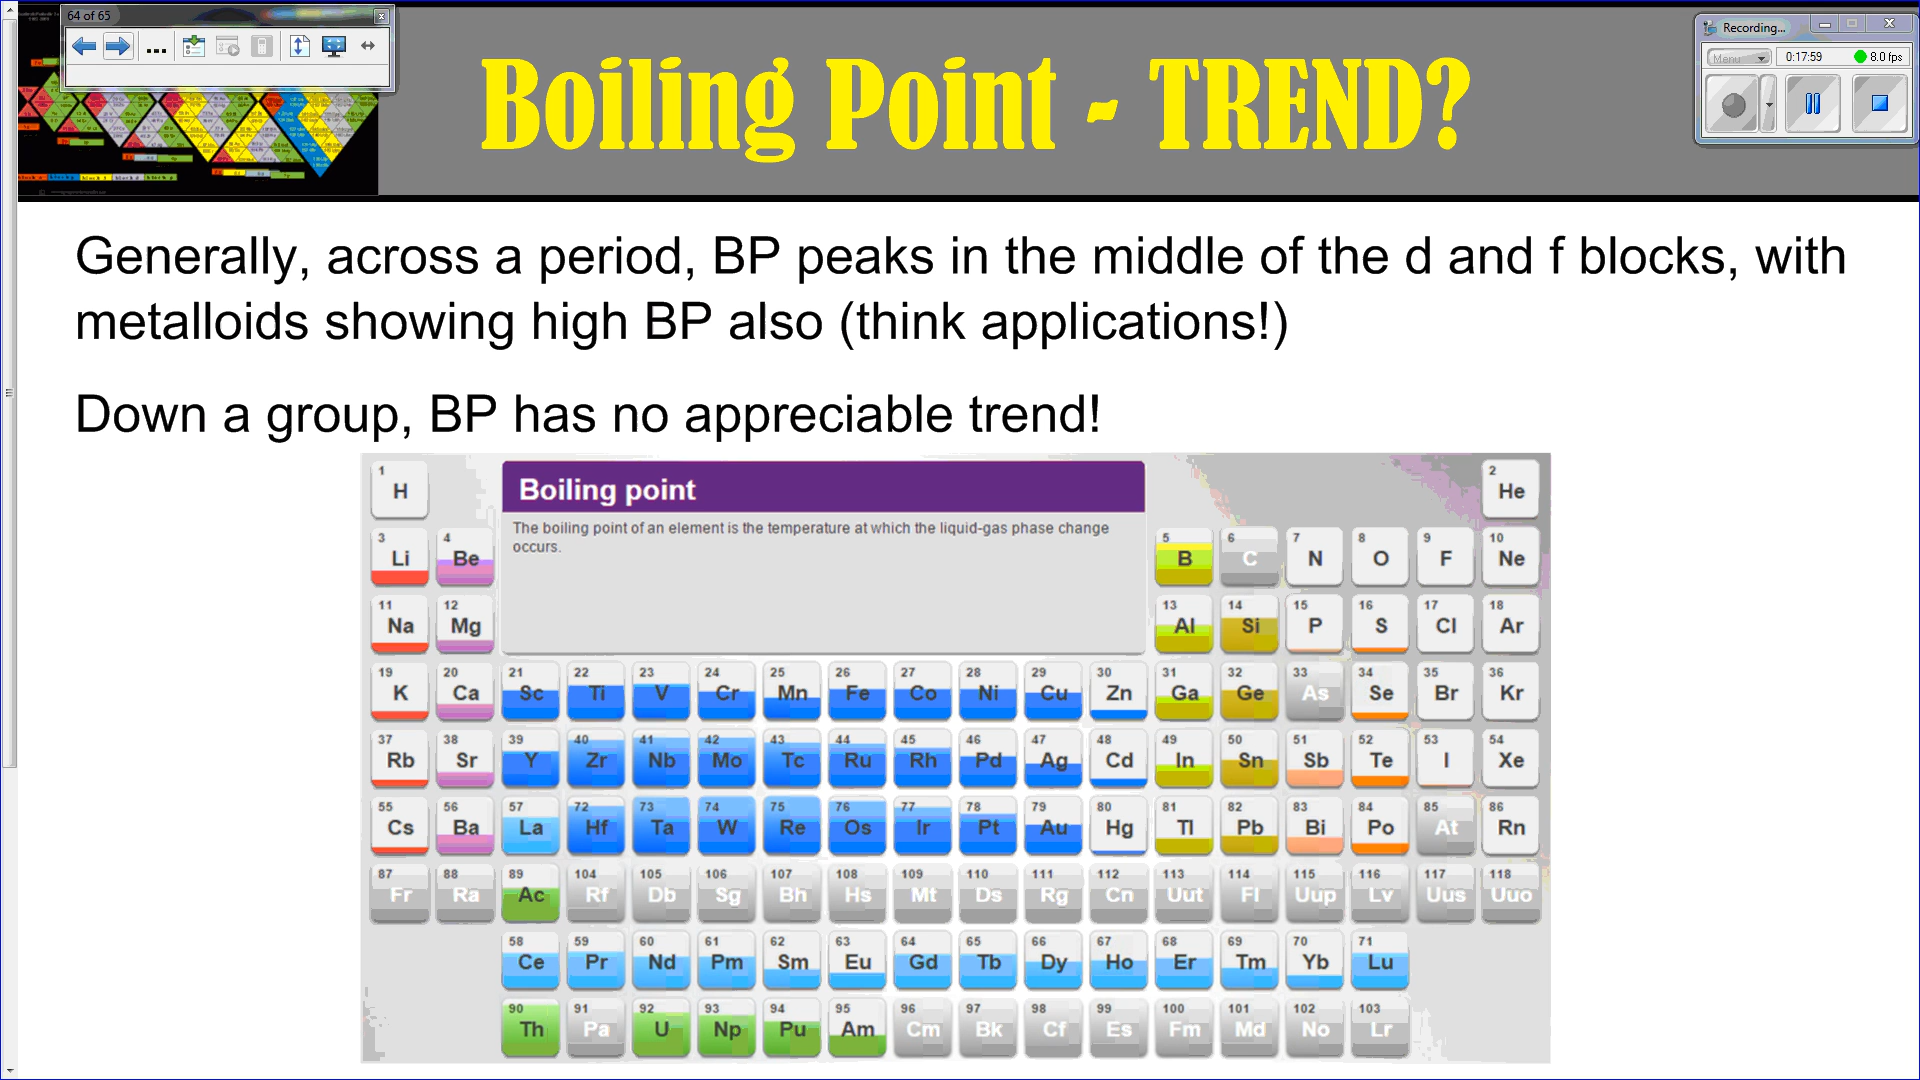 64 of 65
Recording...
Menu
0:17:59
8.0 fps
Boiling Point - TREND?
Generally, across a period, BP peaks in the middle of the d and f blocks, with
metalloids showing high BP also (think applications!)
Down a group, BP has no appreciable trend!
Boiling point
The boiling point of an element is the temperature at which the liquid-gas phase change
occurs.
1 H 2 He
3 Li 4 Be 5 B 6 C 7 N 8 O 9 F 10 Ne
11 Na 12 Mg 13 Al 14 Si 15 P 16 S 17 Cl 18 Ar
19 K 20 Ca 21 Sc 22 Ti 23 V 24 Cr 25 Mn 26 Fe 27 Co 28 Ni 29 Cu 30 Zn 31 Ga 32 Ge 33 As 34 Se 35 Br 36 Kr
37 Rb 38 Sr 39 Y 40 Zr 41 Nb 42 Mo 43 Tc 44 Ru 45 Rh 46 Pd 47 Ag 48 Cd 49 In 50 Sn 51 Sb 52 Te 53 I 54 Xe
55 Cs 56 Ba 57 La 72 Hf 73 Ta 74 W 75 Re 76 Os 77 Ir 78 Pt 79 Au 80 Hg 81 Tl 82 Pb 83 Bi 84 Po 85 At 86 Rn
87 Fr 88 Ra 89 Ac 104 Rf 105 Db 106 Sg 107 Bh 108 Hs 109 Mt 110 Ds 111 Rg 112 Cn 113 Uut 114 Fl 115 Uup 116 Lv 117 Uus 118 Uuo
58 Ce 59 Pr 60 Nd 61 Pm 62 Sm 63 Eu 64 Gd 65 Tb 66 Dy 67 Ho 68 Er 69 Tm 70 Yb 71 Lu
90 Th 91 Pa 92 U 93 Np 94 Pu 95 Am 96 Cm 97 Bk 98 Cf 99 Es 100 Fm 101 Md 102 No 103 Lr